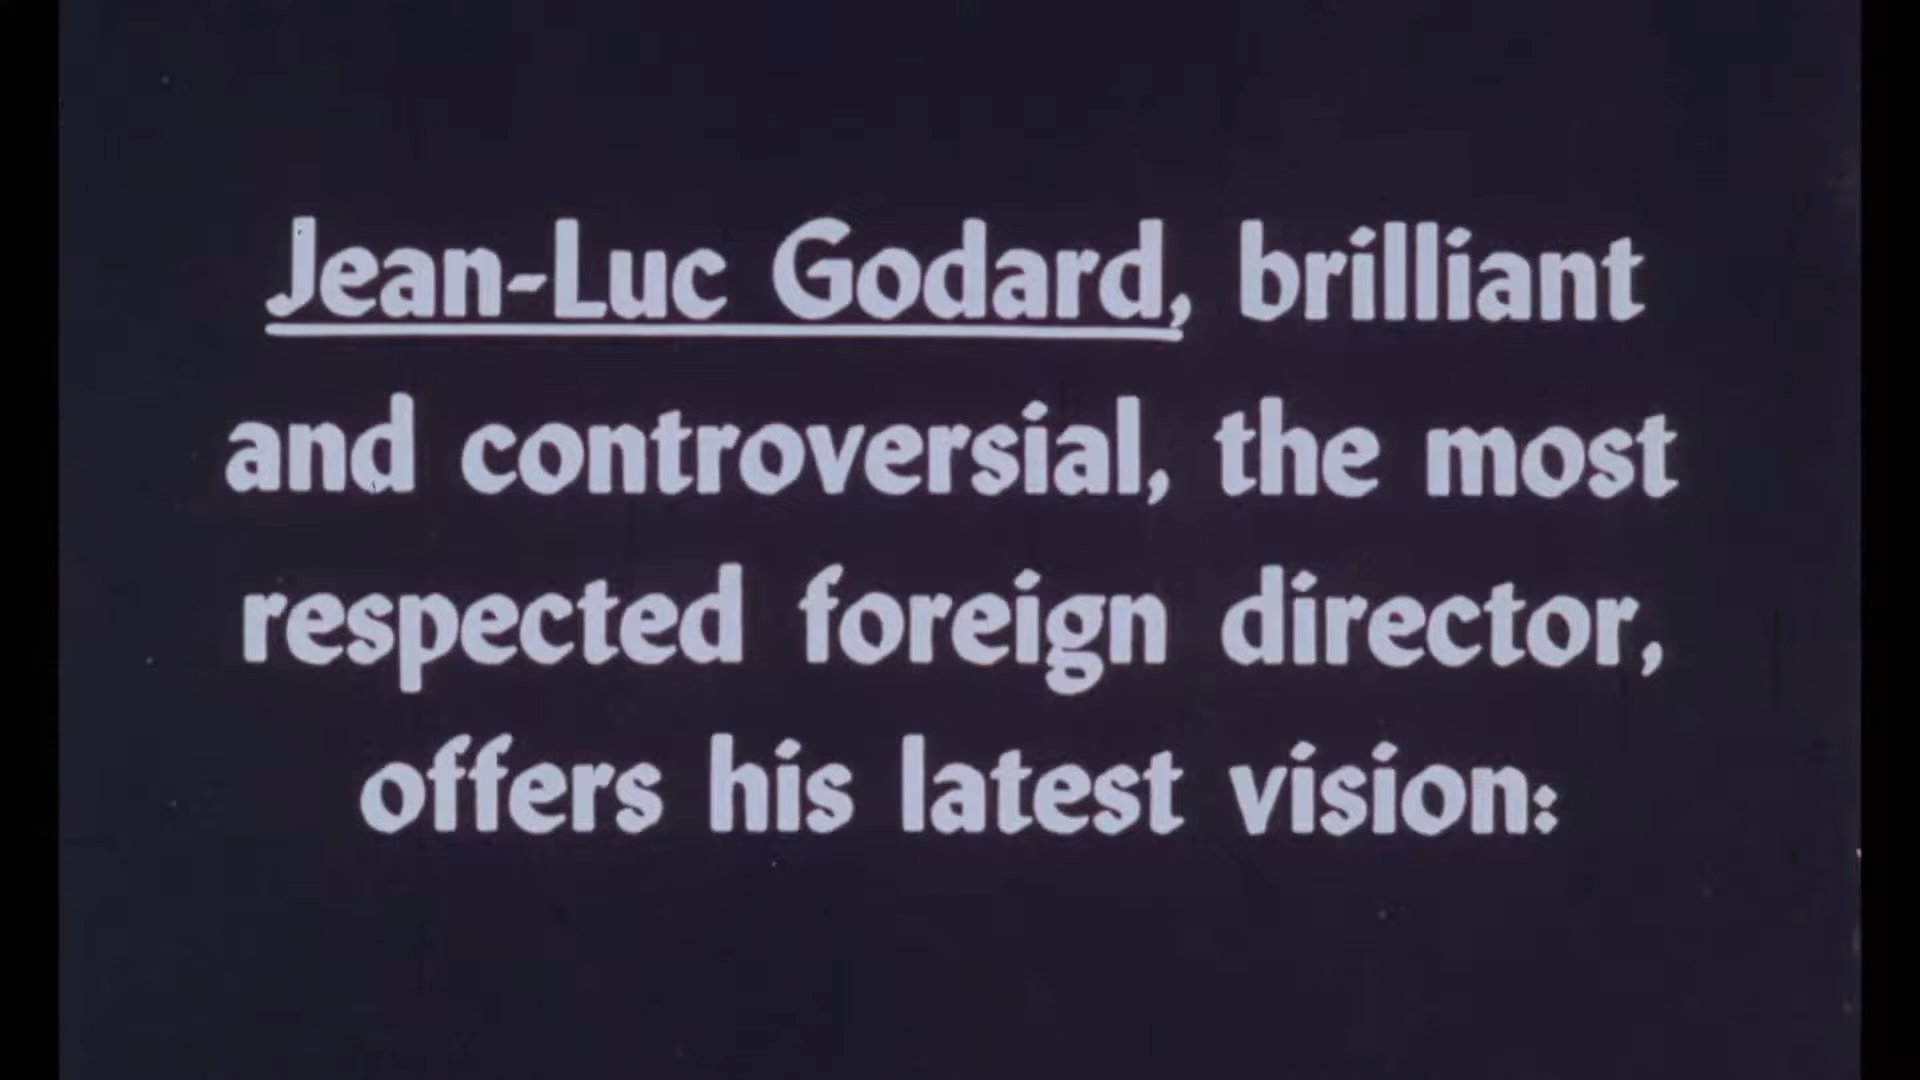 Jean-Luc Godard, brilliant
and controversial, the most
respected foreign director,
offers his latest vision: